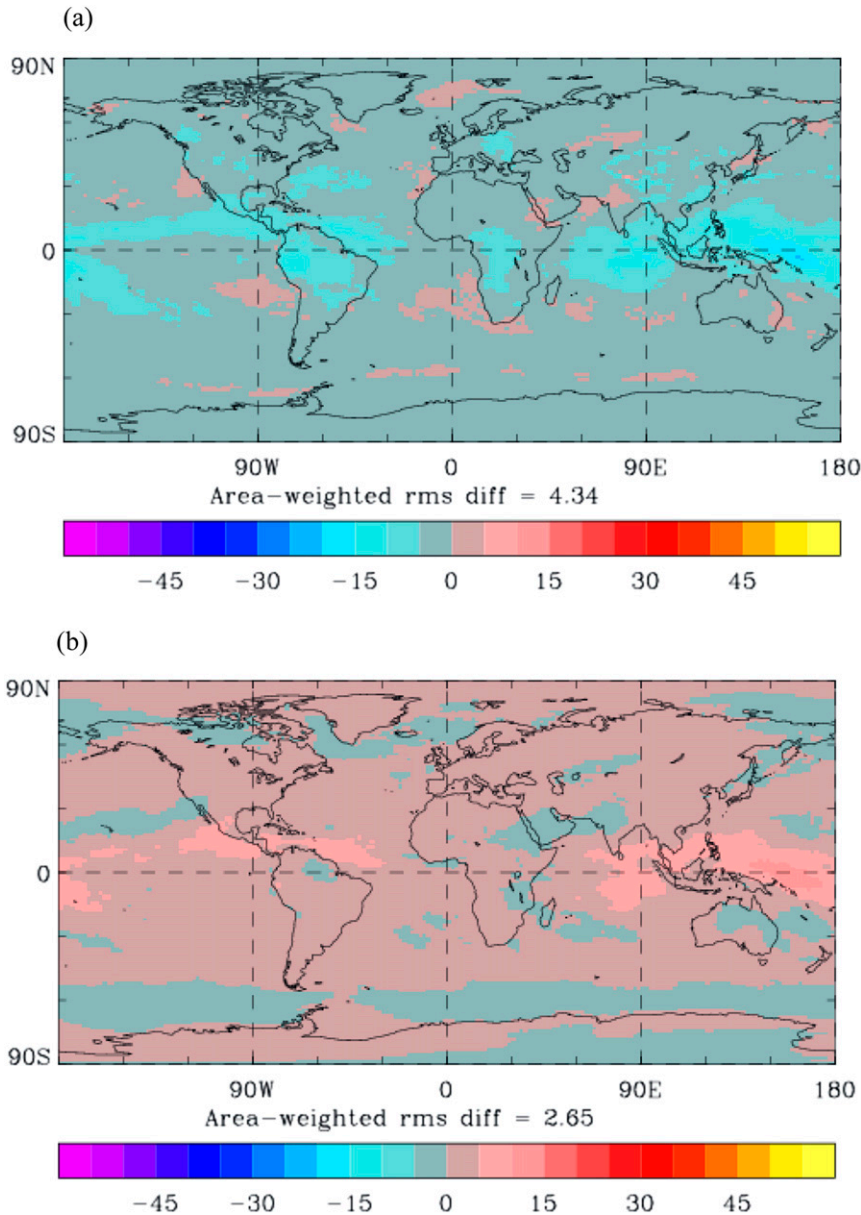 (a)
90N
0
90S
90W 0 90E 180
Area-weighted rms diff = 4.34
−45 −30 −15 0 15 30 45
(b)
90N
0
90S
90W 0 90E 180
Area-weighted rms diff = 2.65
−45 −30 −15 0 15 30 45